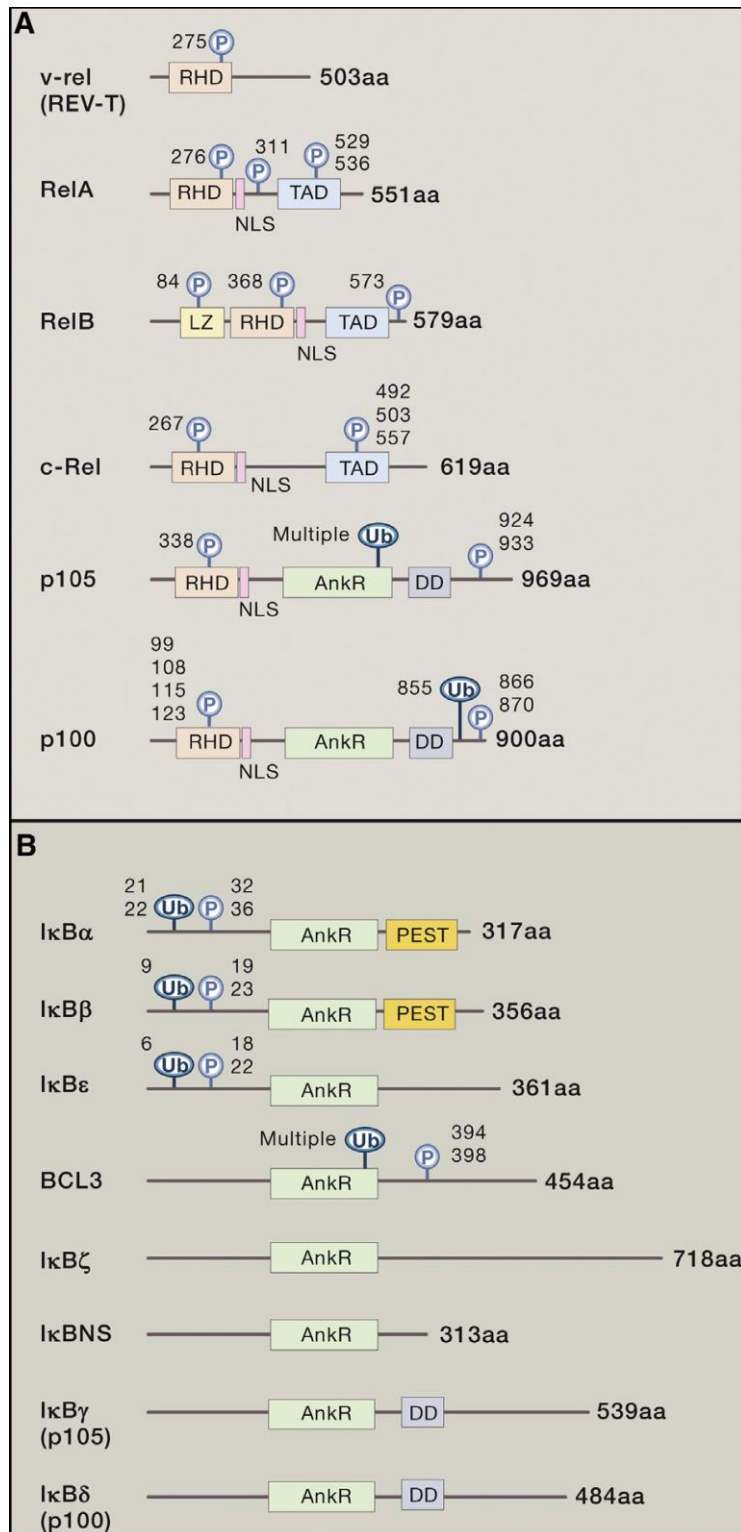 A
275 P
RHD
v-rel
(REV-T)
503aa
276 P
311
P
P
529
536
RelA
RHD
TAD
551aa
NLS
84 P
368 P
573
P
RelB
LZ
RHD
TAD
579aa
NLS
492
503
557
267 P
P
c-Rel
RHD
TAD
619aa
NLS
338 P
Multiple Ub
924
933
P
p105
RHD
AnkR
DD
969aa
NLS
99
108
115
123
P
855 Ub
866
870
P
p100
RHD
AnkR
DD
900aa
NLS
B
21
22
Ub
P
32
36
IκBα
AnkR
PEST
317aa
9
Ub
P
19
23
IκBβ
AnkR
PEST
356aa
6
Ub
P
18
22
IκBε
AnkR
361aa
Multiple Ub
P
394
398
BCL3
AnkR
454aa
IκBζ
AnkR
718aa
IκBNS
AnkR
313aa
IκBγ
(p105)
AnkR
DD
539aa
IκBδ
(p100)
AnkR
DD
484aa